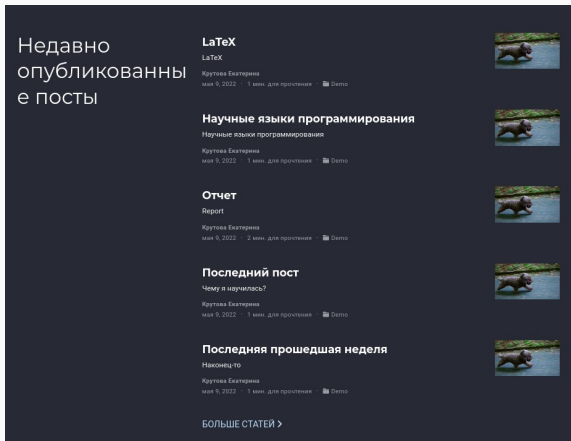 Недавно
опубликованны
е посты
LaTeX
LaTeX
Крутова Екатерина
мая 9, 2022 · 1 мин. для прочтения · Demo
Научные языки программирования
Научные языки программирования
Крутова Екатерина
мая 9, 2022 · 1 мин. для прочтения · Demo
Отчет
Report
Крутова Екатерина
мая 9, 2022 · 2 мин. для прочтения · Demo
Последний пост
Чему я научилась?
Крутова Екатерина
мая 9, 2022 · 1 мин. для прочтения · Demo
Последняя прошедшая неделя
Наконец-то
Крутова Екатерина
мая 9, 2022 · 1 мин. для прочтения · Demo
БОЛЬШЕ СТАТЕЙ